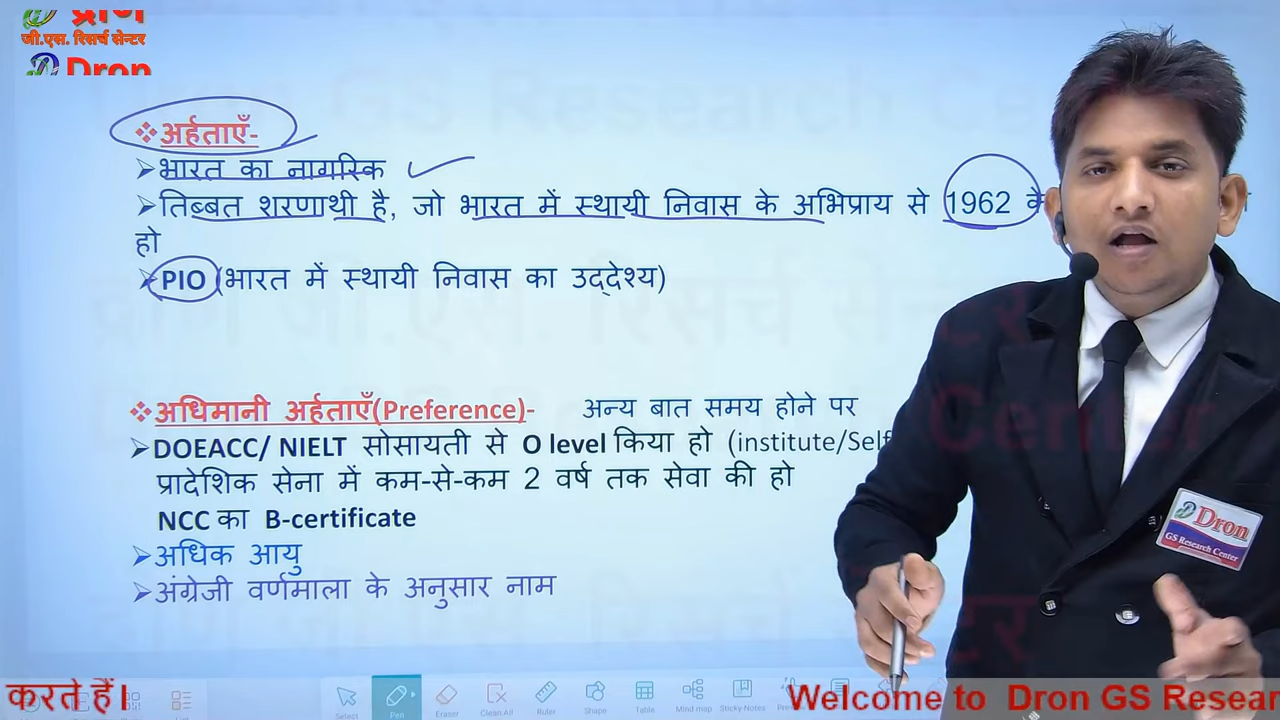 जी.एस. रिसर्च सेन्टर
Dron
❖अर्हताएँ-
➢भारत का नागरिक
➢तिब्बत शरणाथी है, जो भारत में स्थायी निवास के अभिप्राय से 1962 के
हो
➢PIO (भारत में स्थायी निवास का उद्देश्य)
❖अधिमानी अर्हताएँ(Preference)- अन्य बात समय होने पर
➢DOEACC/ NIELT सोसायती से O level किया हो (institute/Self
प्रादेशिक सेना में कम-से-कम 2 वर्ष तक सेवा की हो
NCC का B-certificate
➢अधिक आयु
➢अंग्रेजी वर्णमाला के अनुसार नाम
Dron
GS Research Center
Select Pen Eraser Clean All Ruler Shape Table Mind map Sticky-Notes
करते हैं। Welcome to Dron GS Resear